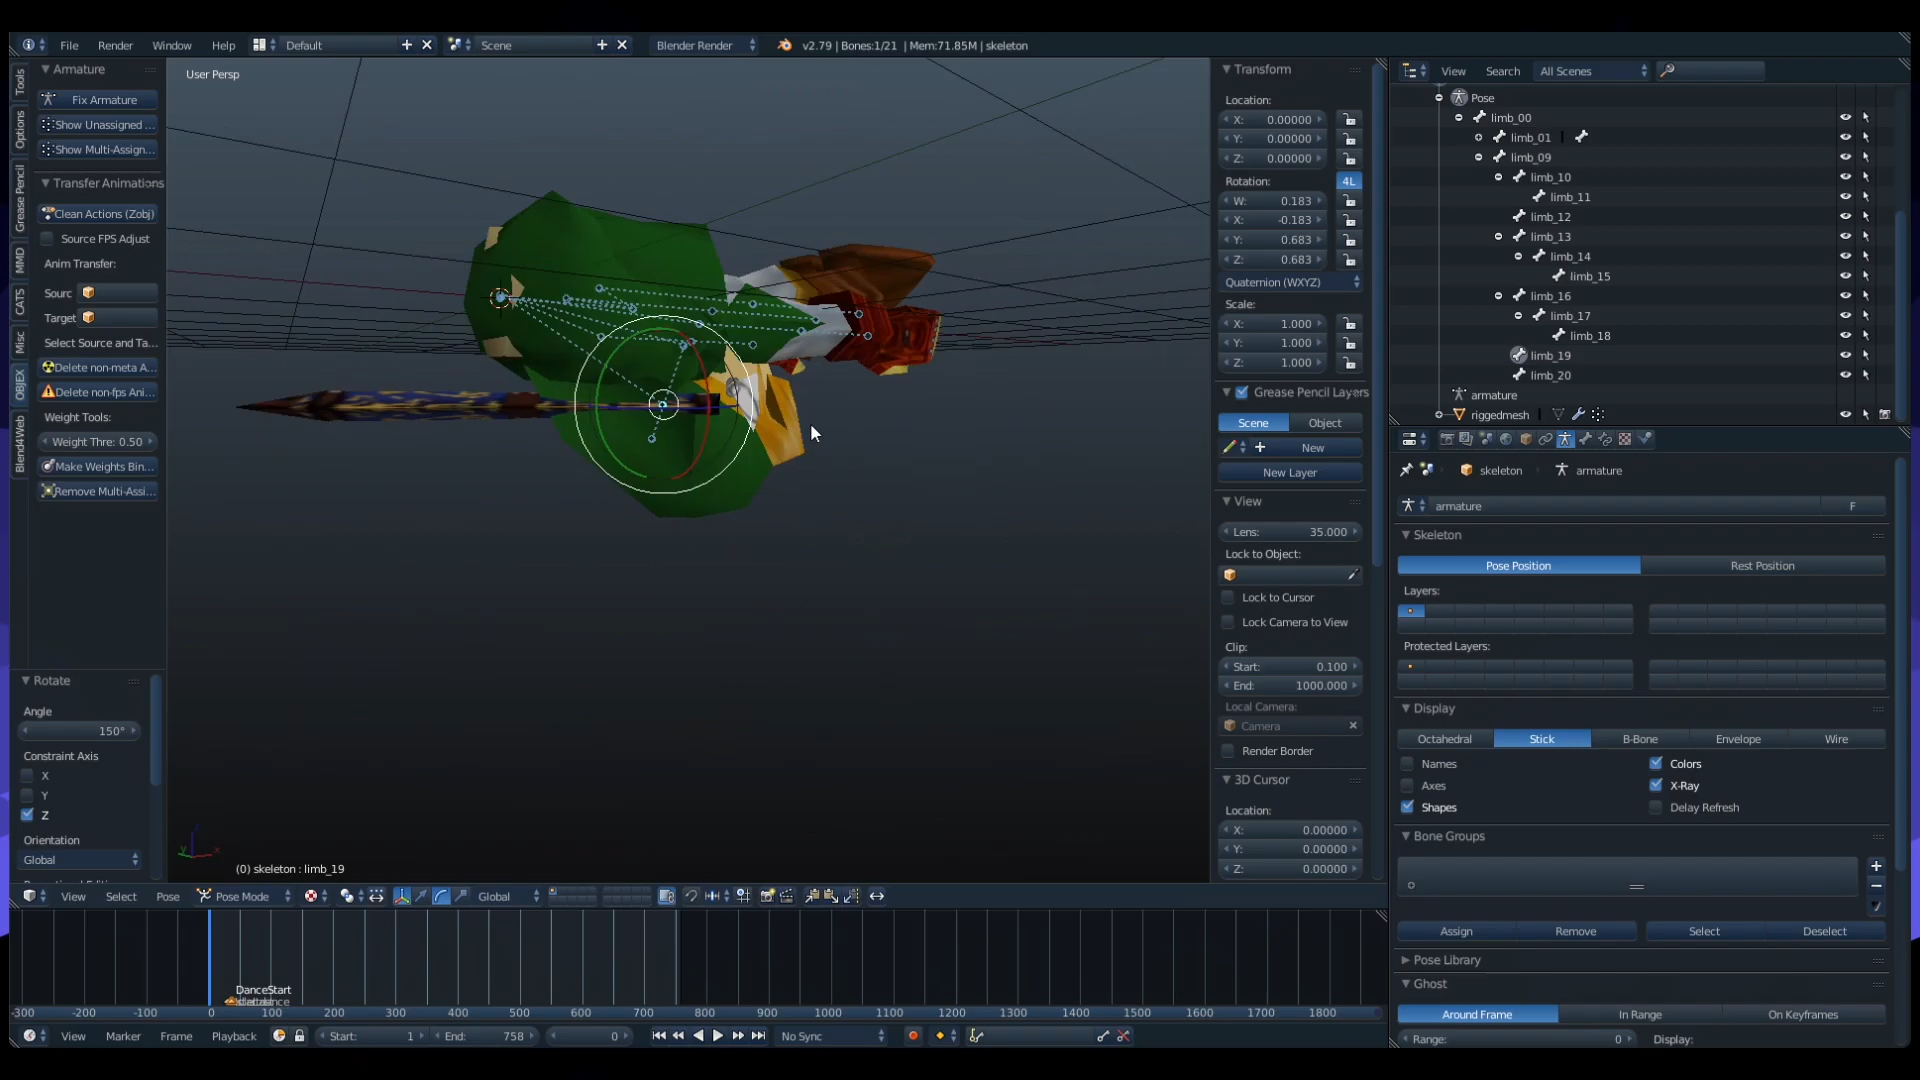 File Render Window Help Default Scene Blender Render v2.79 | Bones:1/21 | Mem:71.85M | skeleton
Tools
Options
Grease Pencil
MMD
CATS
Misc
OBJEX
Blend4Web
Armature
Fix Armature
Show Unassigned ...
Show Multi-Assign...
Transfer Animations
Clean Actions (Zobj)
Source FPS Adjust
Anim Transfer:
Sourc
Target
Select Source and Ta...
Delete non-meta A...
Delete non-fps Ani...
Weight Tools:
Weight Thre: 0.50
Make Weights Bin...
Remove Multi-Assi...
Rotate
Angle
150°
Constraint Axis
X
Y
Z
Orientation
Global
User Persp
(0) skeleton : limb_19
View Select Pose Pose Mode Global
Transform
Location:
X: 0.00000
Y: 0.00000
Z: 0.00000
Rotation: 4L
W: 0.183
X: -0.183
Y: 0.683
Z: 0.683
Quaternion (WXYZ)
Scale:
X: 1.000
Y: 1.000
Z: 1.000
Grease Pencil Layers
Scene Object
New
New Layer
View
Lens: 35.000
Lock to Object:
Lock to Cursor
Lock Camera to View
Clip:
Start: 0.100
End: 1000.000
Local Camera:
Camera
Render Border
3D Cursor
Location:
X: 0.00000
Y: 0.00000
Z: 0.00000
View Search All Scenes
Pose
limb_00
limb_01
limb_09
limb_10
limb_11
limb_12
limb_13
limb_14
limb_15
limb_16
limb_17
limb_18
limb_19
limb_20
armature
riggedmesh
skeleton armature
armature F
Skeleton
Pose Position Rest Position
Layers:
Protected Layers:
Display
Octahedral Stick B-Bone Envelope Wire
Names Colors
Axes X-Ray
Shapes Delay Refresh
Bone Groups
Assign Remove Select Deselect
Pose Library
Ghost
Around Frame In Range On Keyframes
Range: 0 Display:
DanceStart
-300 -200 -100 0 100 200 300 400 500 600 700 800 900 1000 1100 1200 1300 1400 1500 1600 1700 1800
View Marker Frame Playback Start: 1 End: 758 0 No Sync